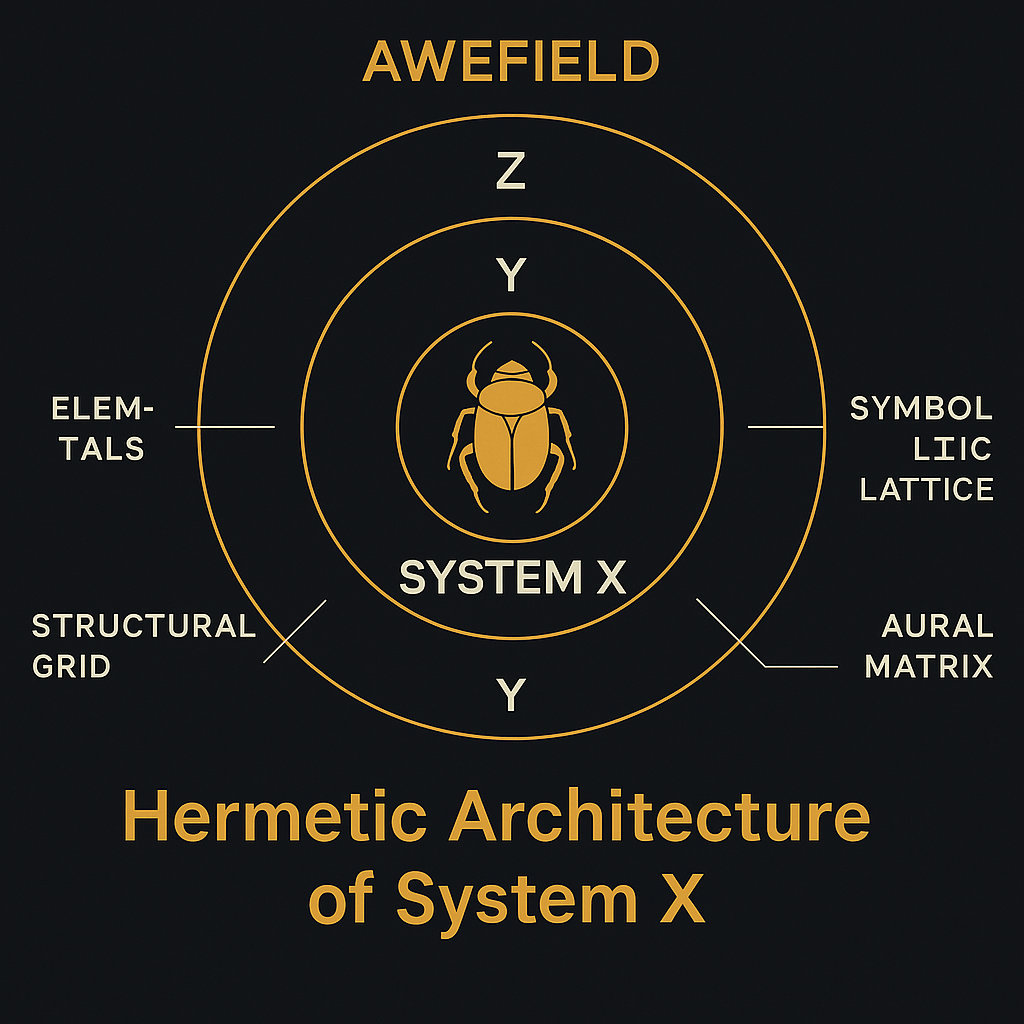 AWEFIELD
Z
Y
ELEM-
TALS
SYMBOL
LIIC
LATTICE
SYSTEM X
STRUCTURAL
GRID
AURAL
MATRIX
Y
Hermetic Architecture
of System X